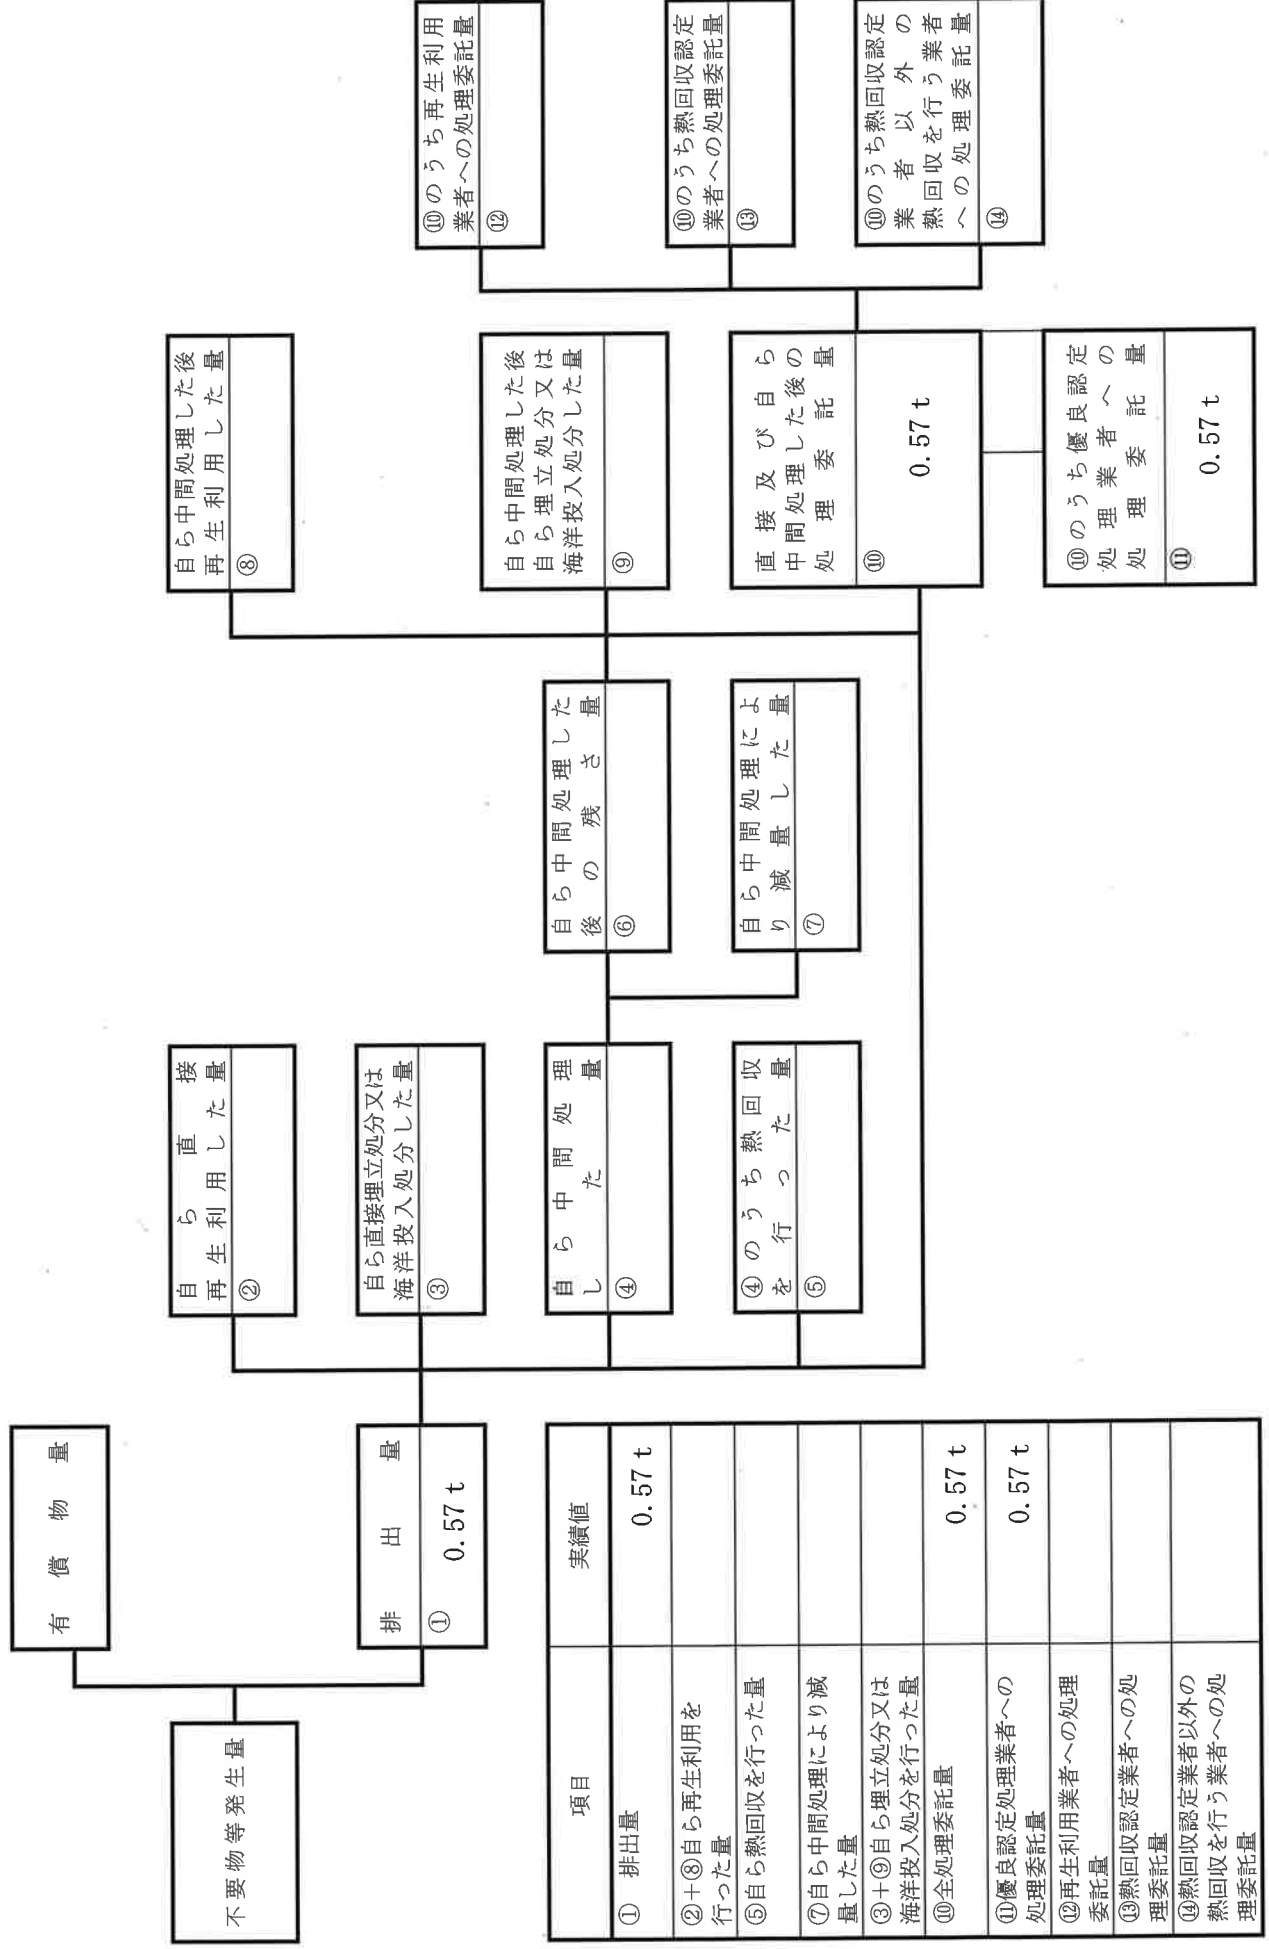 不要物等発生量
有償物量
排出量
① 0.57 t
自ら直接
再生利用した量
②
自ら直接埋立処分又は
海洋投入処分した量
③
自ら中間処理
した量
④
④のうち熱回収
を行った量
⑤
自ら中間処理した
後の残さ量
⑥
自ら中間処理によ
り減量した量
⑦
自ら中間処理した後
再生利用した量
⑧
自ら中間処理した後
自ら埋立処分又は
海洋投入処分した量
⑨
直接及び自ら
中間処理した後の
処理委託量
⑩ 0.57 t
⑩のうち優良認定
処理業者への
処理委託量
⑪ 0.57 t
⑩のうち再生利用
業者への処理委託量
⑫
⑩のうち熱回収認定
業者への処理委託量
⑬
⑩のうち熱回収認定
業者以外の
熱回収を行う業者
への処理委託量
⑭
項目 実績値
① 排出量 0.57 t
②+⑧自ら再生利用を
行った量
⑤自ら熱回収を行った量
⑦自ら中間処理により減
量した量
③+⑨自ら埋立処分又は
海洋投入処分を行った量
⑩全処理委託量 0.57 t
⑪優良認定処理業者への
処理委託量 0.57 t
⑫再生利用業者への処理
委託量
⑬熱回収認定業者への処
理委託量
⑭熱回収認定業者以外の
熱回収を行う業者への処
理委託量